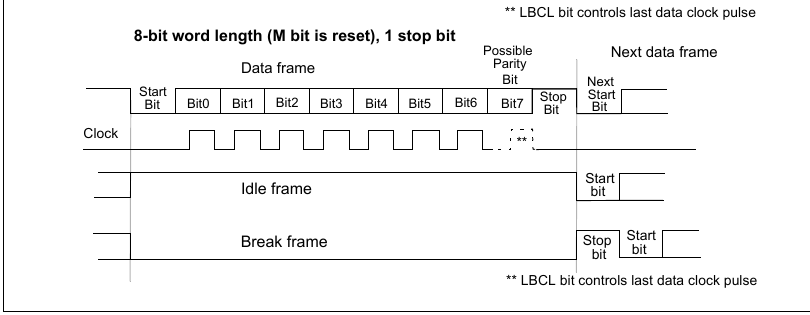 ** LBCL bit controls last data clock pulse
8-bit word length (M bit is reset), 1 stop bit
Possible
Parity
Bit
Next data frame
Data frame
Start
Bit
Bit0
Bit1
Bit2
Bit3
Bit4
Bit5
Bit6
Bit7
Stop
Bit
Next
Start
Bit
Clock
**
Idle frame
Start
bit
Break frame
Stop
bit
Start
bit
** LBCL bit controls last data clock pulse